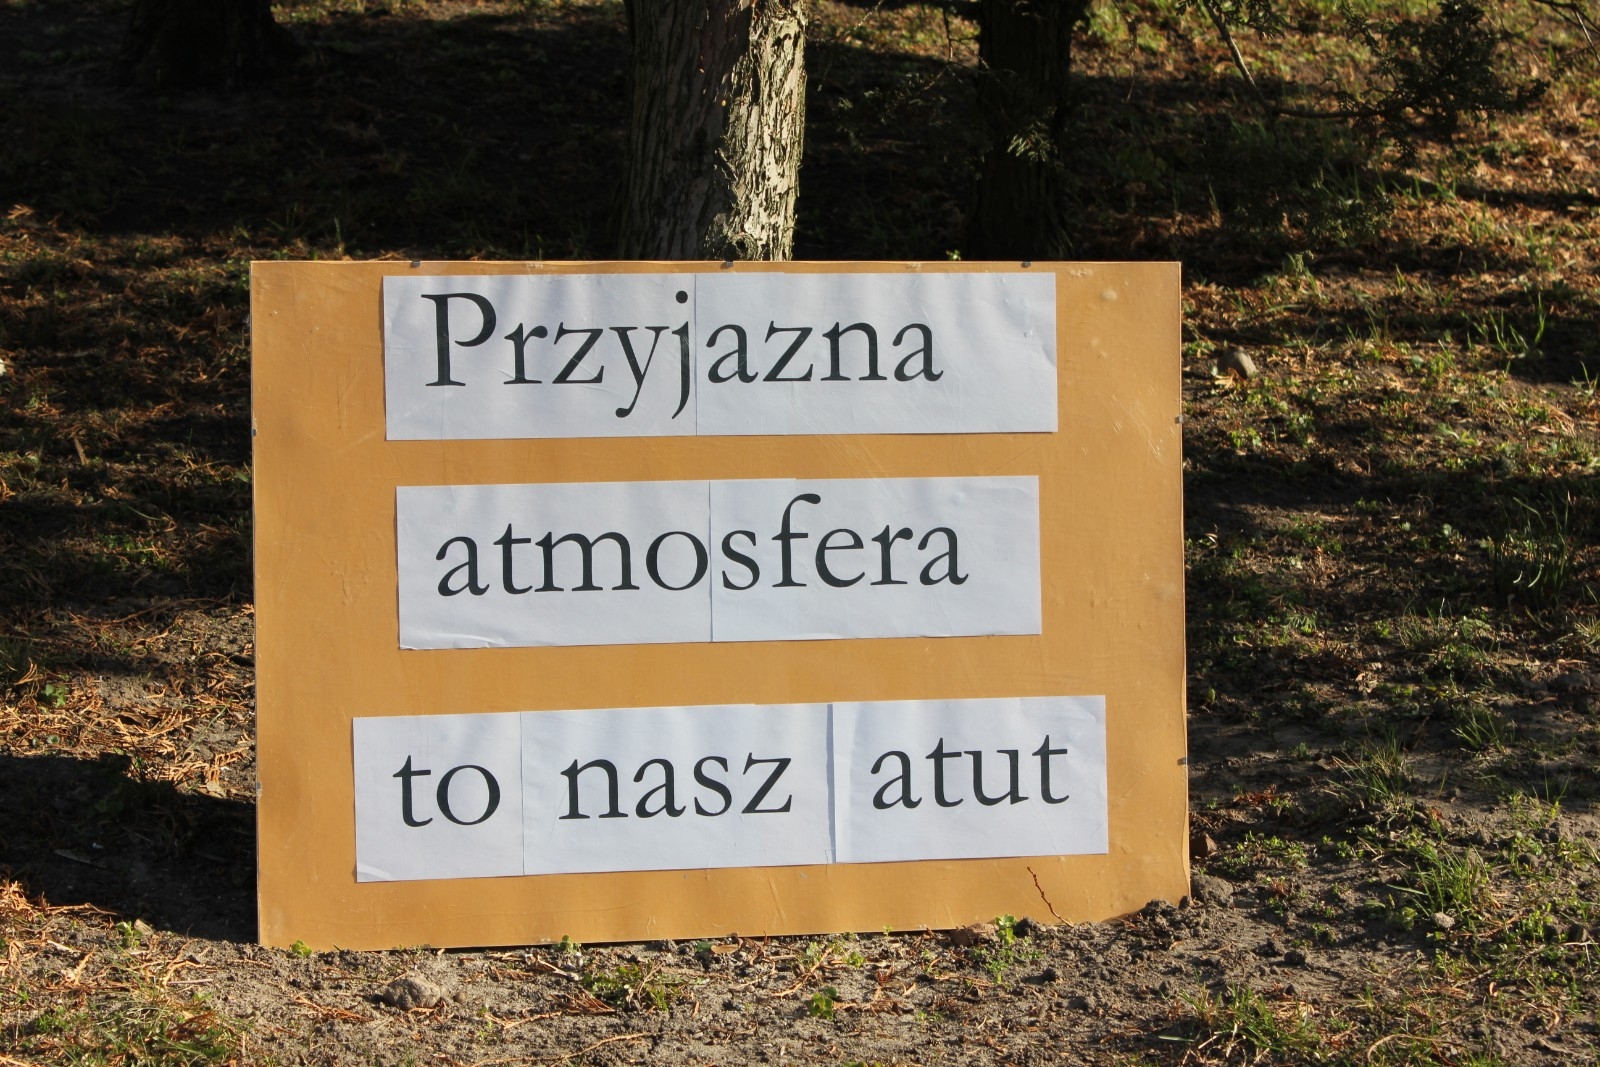 Przyjazna
atmosfera
to nasz atut